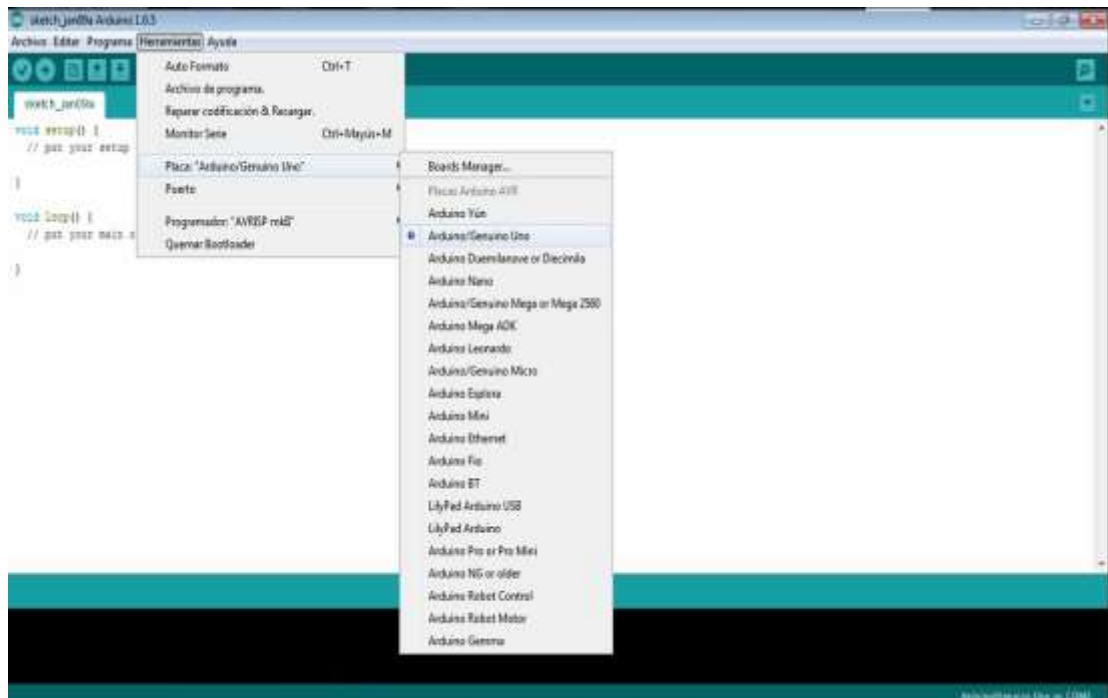 sketch_jan09a Arduino 1.6.5
Archivo Editar Programa Herramientas Ayuda
sketch_jan09a
void setup() {
// put your setup
}
void loop() {
// put your main
}
Auto Formato Ctrl+T
Archivo de programa.
Reparar codificación & Recargar.
Monitor Serie Ctrl+Mayús+M
Placa: "Arduino/Genuino Uno"
Puerto
Programador: "AVRISP mkII"
Quemar Bootloader
Boards Manager...
Placas Arduino AVR
Arduino Yún
Arduino/Genuino Uno
Arduino Duemilanove or Diecimila
Arduino Nano
Arduino/Genuino Mega or Mega 2560
Arduino Mega ADK
Arduino Leonardo
Arduino/Genuino Micro
Arduino Esplora
Arduino Mini
Arduino Ethernet
Arduino Fio
Arduino BT
LilyPad Arduino USB
LilyPad Arduino
Arduino Pro or Pro Mini
Arduino NG or older
Arduino Robot Control
Arduino Robot Motor
Arduino Gemma